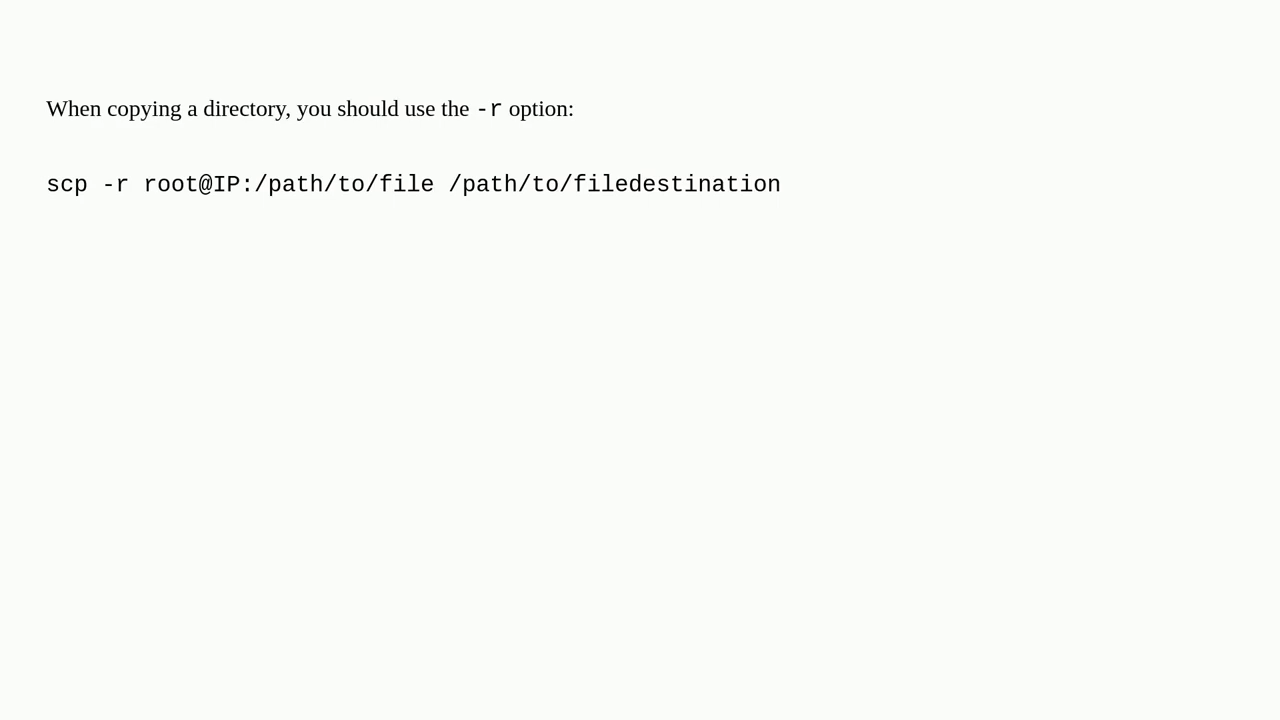 When copying a directory, you should use the -r option:
scp -r root@IP:/path/to/file /path/to/filedestination